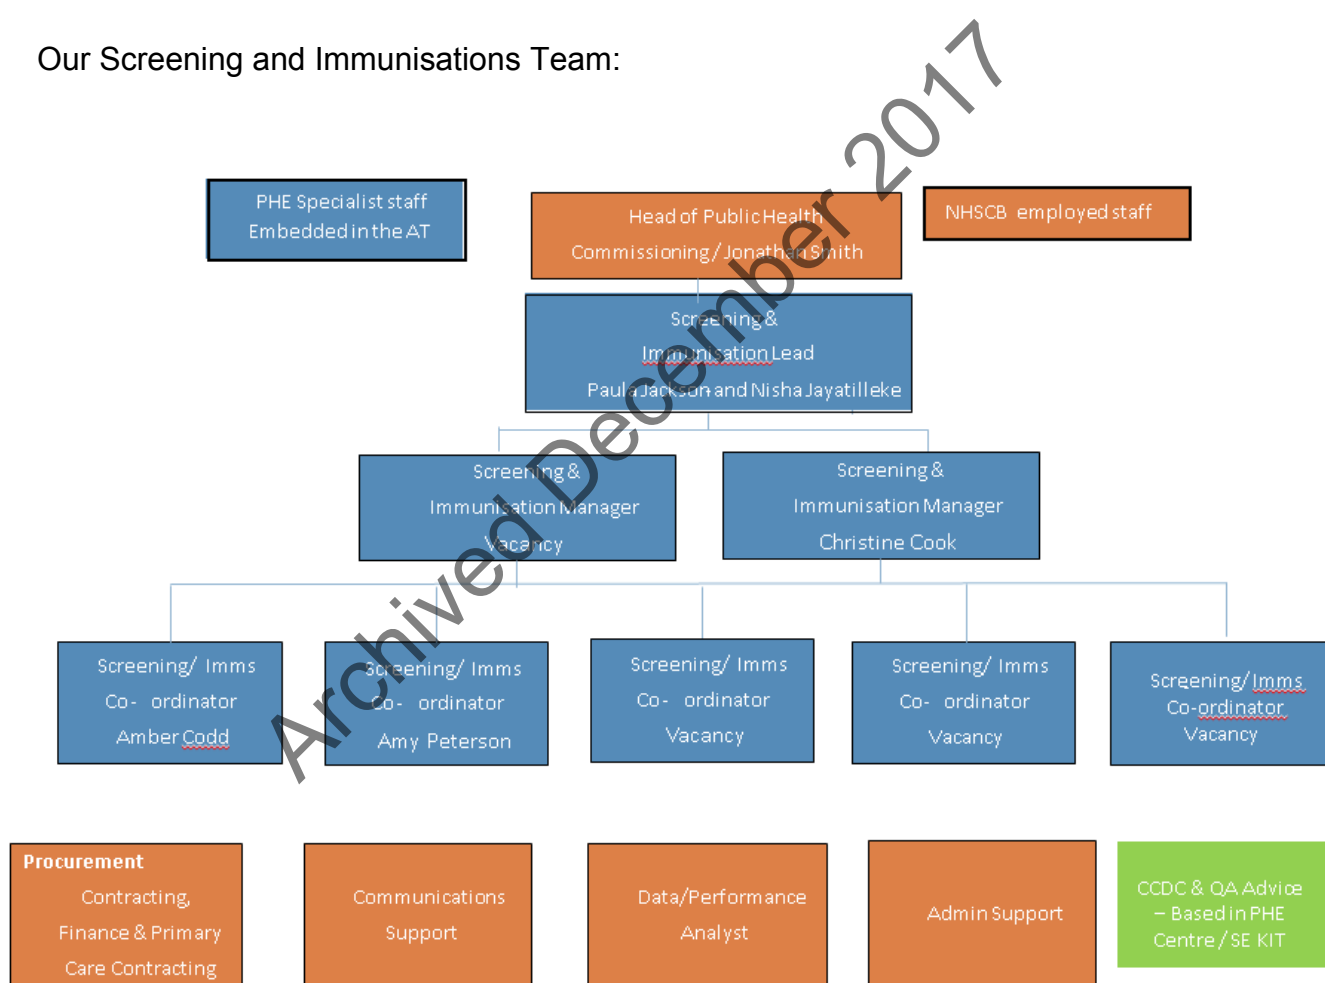 Our Screening and Immunisations Team:
PHE Specialist staff
Embedded in the AT
Head of Public Health
Commissioning / Jonathan Smith
NHSCB employed staff
Screening &
Immunisation Lead
Paula Jackson and Nisha Jayatilleke
Screening &
Immunisation Manager
Vacancy
Screening &
Immunisation Manager
Christine Cook
Screening/ Imms
Co- ordinator
Amber Codd
Screening/ Imms
Co- ordinator
Amy Peterson
Screening/ Imms
Co- ordinator
Vacancy
Screening/ Imms
Co- ordinator
Vacancy
Screening/ Imms
Co-ordinator
Vacancy
Procurement
Contracting,
Finance & Primary
Care Contracting
Communications
Support
Data/Performance
Analyst
Admin Support
CCDC & QA Advice
– Based in PHE
Centre / SE KIT
Archived December 2017